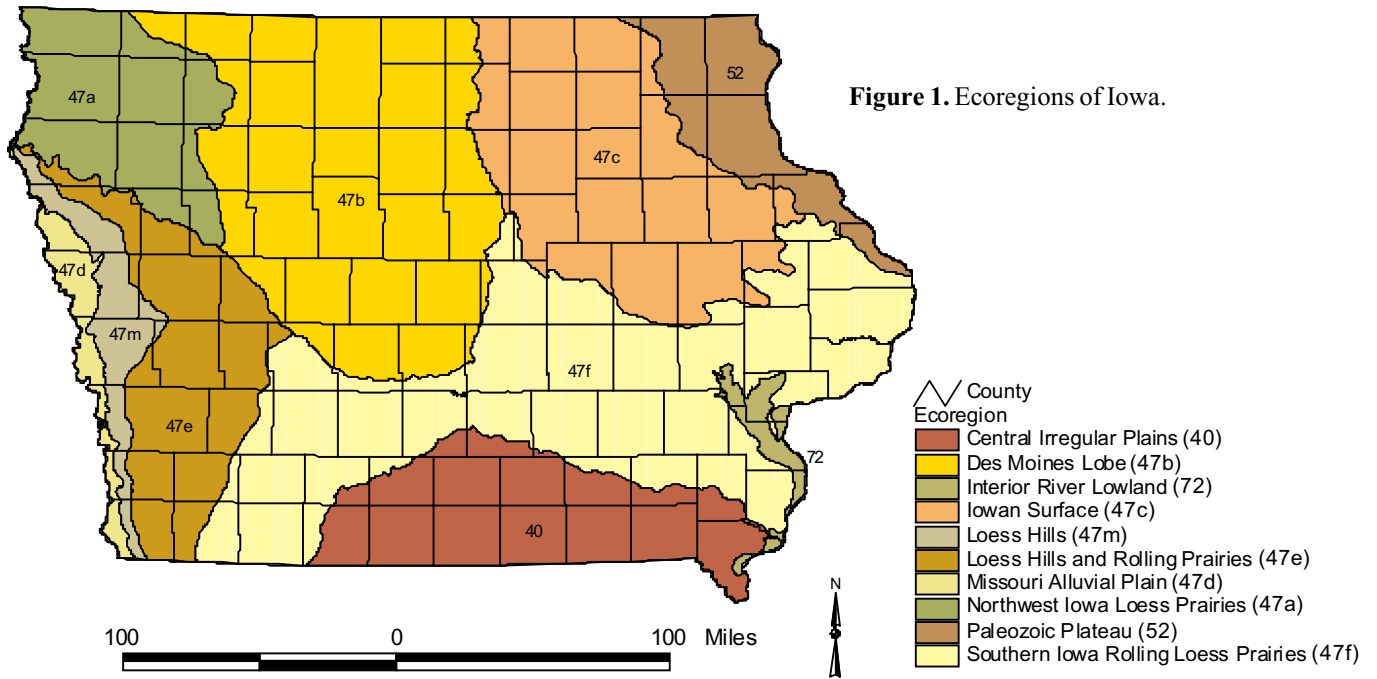 52
47a
Figure 1. Ecoregions of Iowa.
47c
47b
47d
47m
47f
47e
72
40
County
Ecoregion
Central Irregular Plains (40)
Des Moines Lobe (47b)
Interior River Lowland (72)
Iowan Surface (47c)
Loess Hills (47m)
Loess Hills and Rolling Prairies (47e)
Missouri Alluvial Plain (47d)
Northwest Iowa Loess Prairies (47a)
Paleozoic Plateau (52)
Southern Iowa Rolling Loess Prairies (47f)
N
100 0 100 Miles